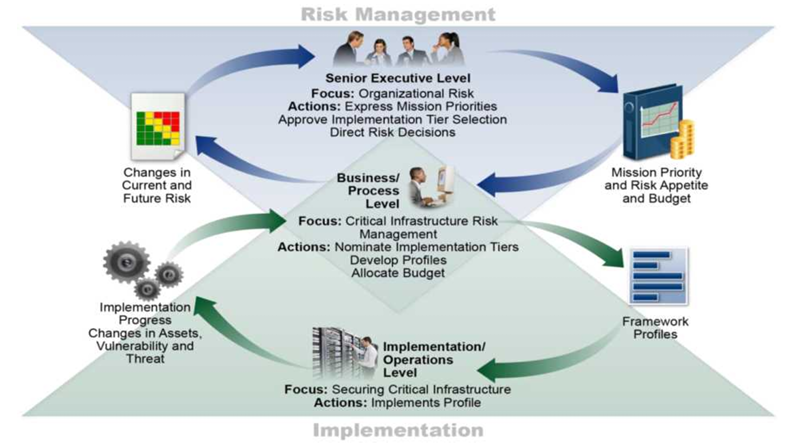 Risk Management
Senior Executive Level
Focus: Organizational Risk
Actions: Express Mission Priorities
Approve Implementation Tier Selection
Direct Risk Decisions
Changes in
Current and
Future Risk
Mission Priority
and Risk Appetite
and Budget
Business/
Process
Level
Focus: Critical Infrastructure Risk
Management
Actions: Nominate Implementation Tiers
Develop Profiles
Allocate Budget
Implementation
Progress
Changes in Assets,
Vulnerability and
Threat
Framework
Profiles
Implementation/
Operations
Level
Focus: Securing Critical Infrastructure
Actions: Implements Profile
Implementation